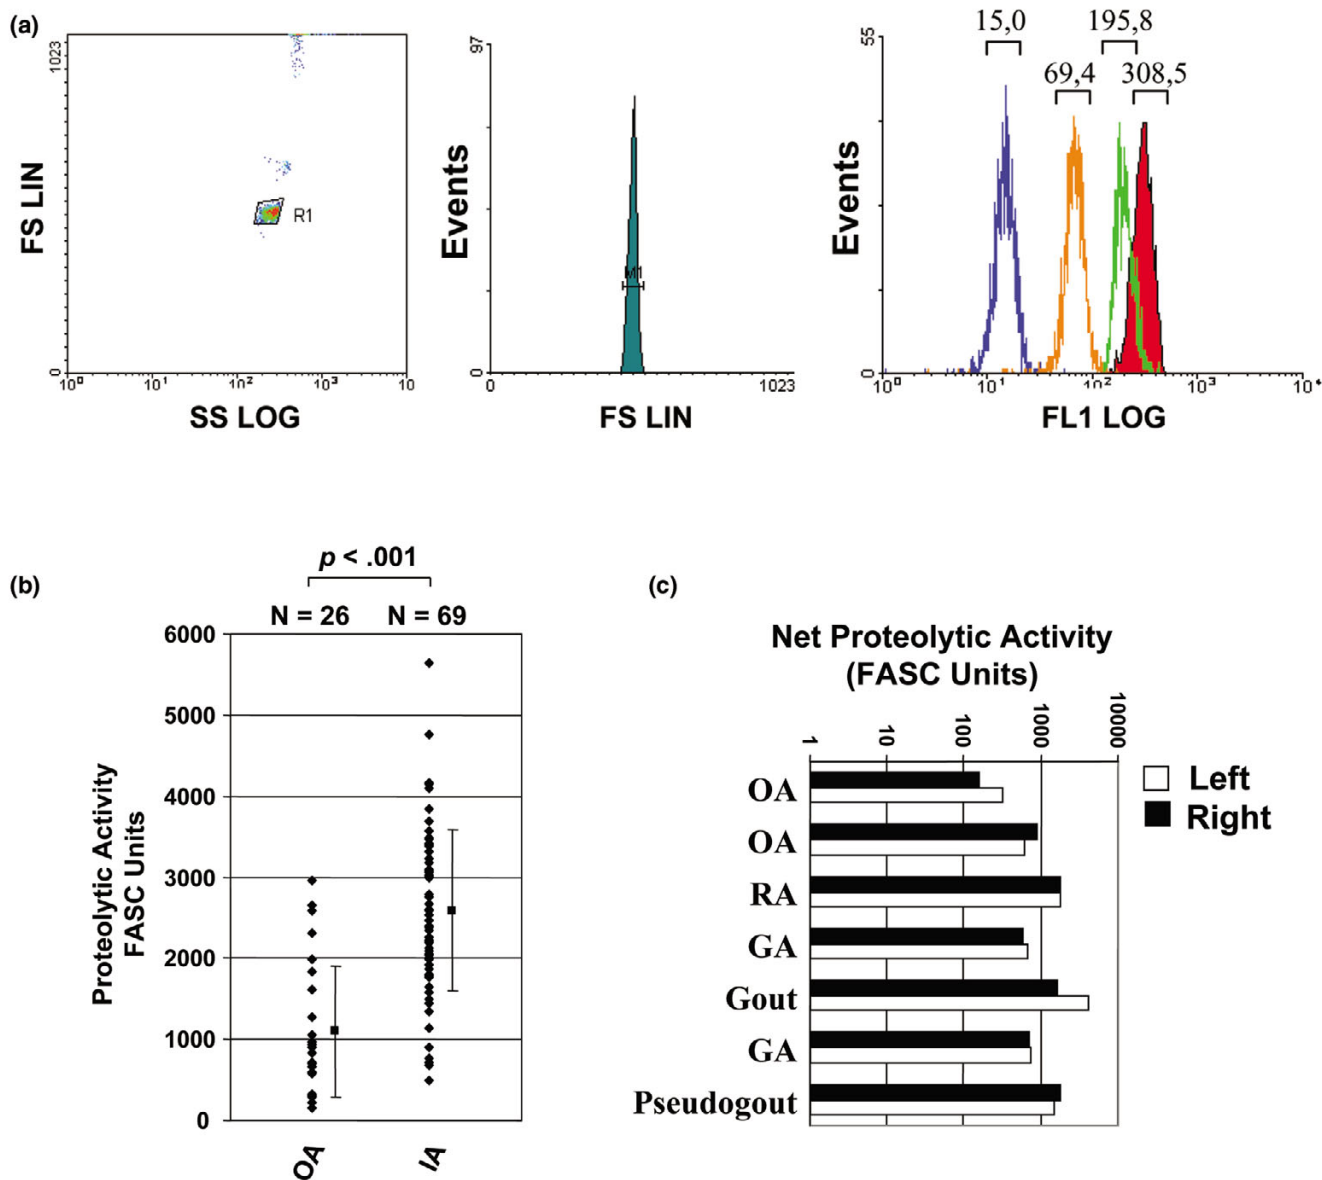 (a)
1023
FS LIN
0
R1
10⁰ 10¹ 10² 10³ 10
SS LOG
97
Events
0
M1
0 1023
FS LIN
15,0 195,8
69,4 308,5
55
Events
0
10⁰ 10¹ 10² 10³ 10⁴
FL1 LOG
(b)
p < .001
N = 26 N = 69
6000
5000
4000
3000
2000
1000
0
Proteolytic Activity
FASC Units
OA IA
(c)
Net Proteolytic Activity
(FASC Units)
1 10 100 1000 10000
OA
OA
RA
GA
Gout
GA
Pseudogout
Left
Right